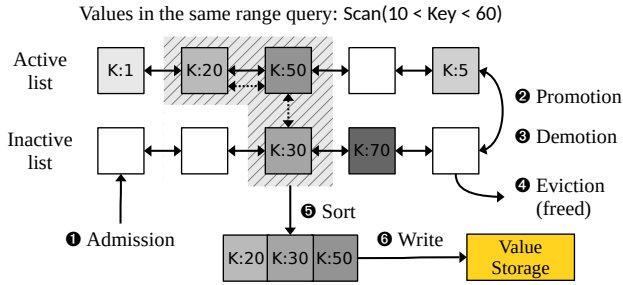 Values in the same range query: Scan(10 < Key < 60)
Active list
K:1
K:20
K:50
K:5
❷ Promotion
Inactive list
K:30
K:70
❸ Demotion
❹ Eviction (freed)
❶ Admission
❺ Sort
K:20 K:30 K:50
❻ Write
Value Storage